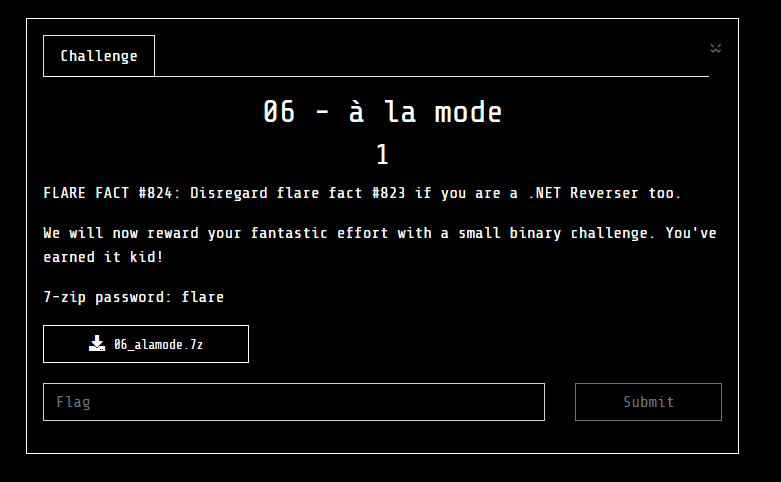 Challenge
06 - à la mode
1
FLARE FACT #824: Disregard flare fact #823 if you are a .NET Reverser too.
We will now reward your fantastic effort with a small binary challenge. You've
earned it kid!
7-zip password: flare
06_alamode.7z
Flag
Submit